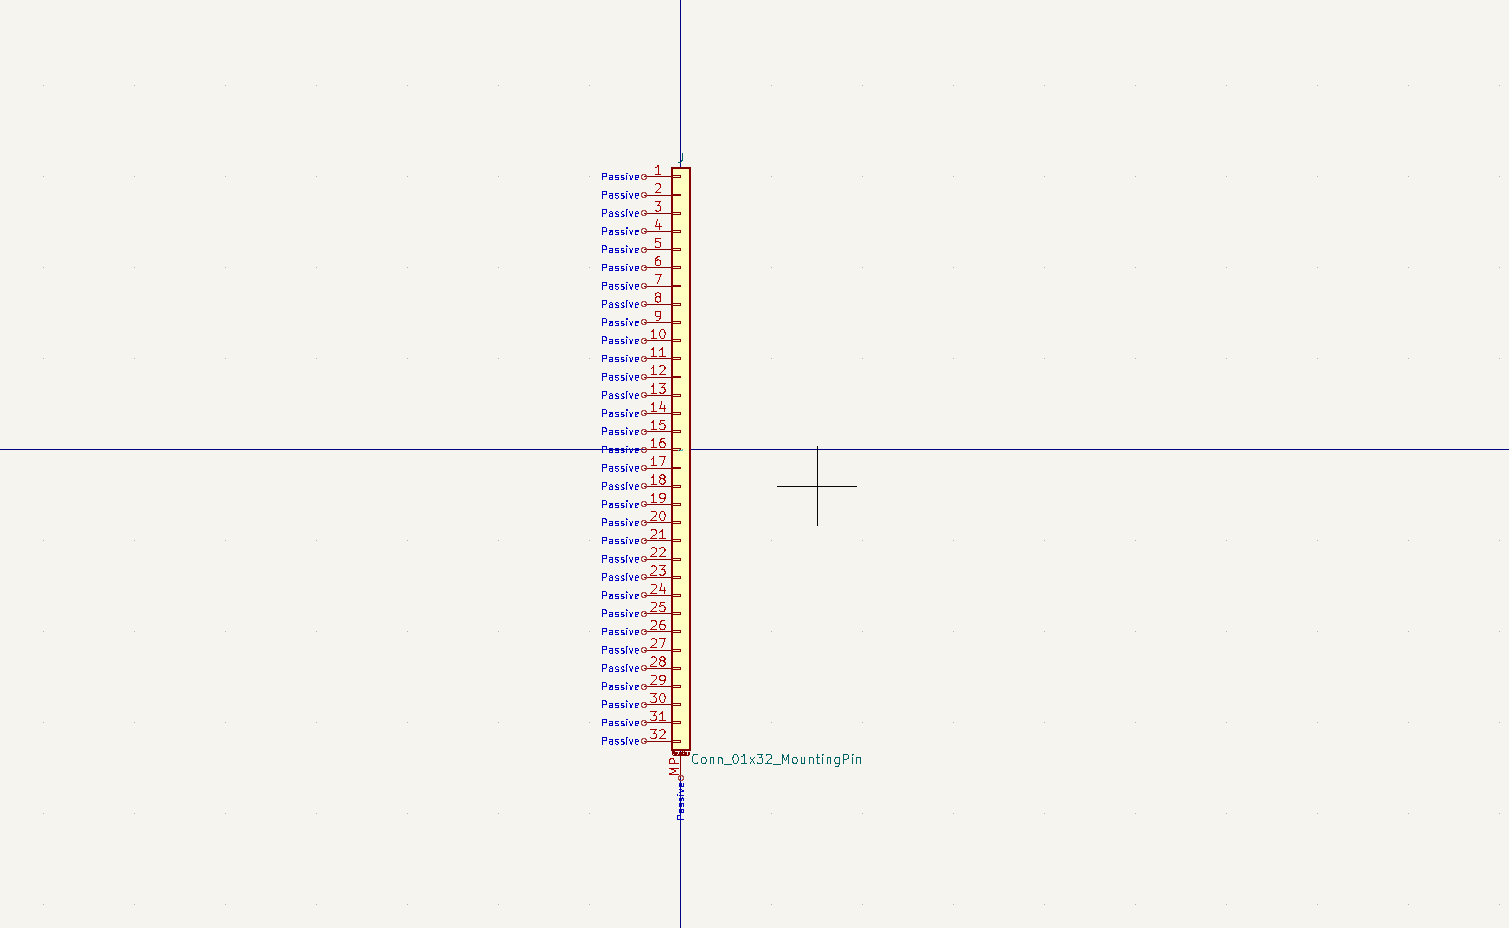 J
Passive 1
Passive 2
Passive 3
Passive 4
Passive 5
Passive 6
Passive 7
Passive 8
Passive 9
Passive 10
Passive 11
Passive 12
Passive 13
Passive 14
Passive 15
Passive 16
Passive 17
Passive 18
Passive 19
Passive 20
Passive 21
Passive 22
Passive 23
Passive 24
Passive 25
Passive 26
Passive 27
Passive 28
Passive 29
Passive 30
Passive 31
Passive 32
Conn_01x32_MountingPin
MP
Passive